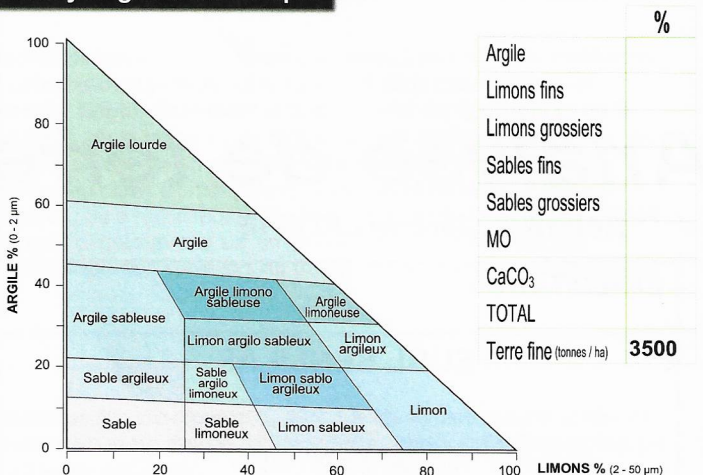 100
80
60
40
20
0
ARGILE % (0 - 2 µm)
Argile lourde
Argile
Argile limono
sableuse
Argile
limoneuse
Argile sableuse
Limon argilo sableux
Limon
argileux
Sable argileux
Sable
argilo
limoneux
Limon sablo
argileux
Limon
Sable
Sable
limoneux
Limon sableux
0
20
40
60
80
100
LIMONS % (2 - 50 µm)
%
Argile
Limons fins
Limons grossiers
Sables fins
Sables grossiers
MO
CaCO₃
TOTAL
Terre fine (tonnes / ha) 3500